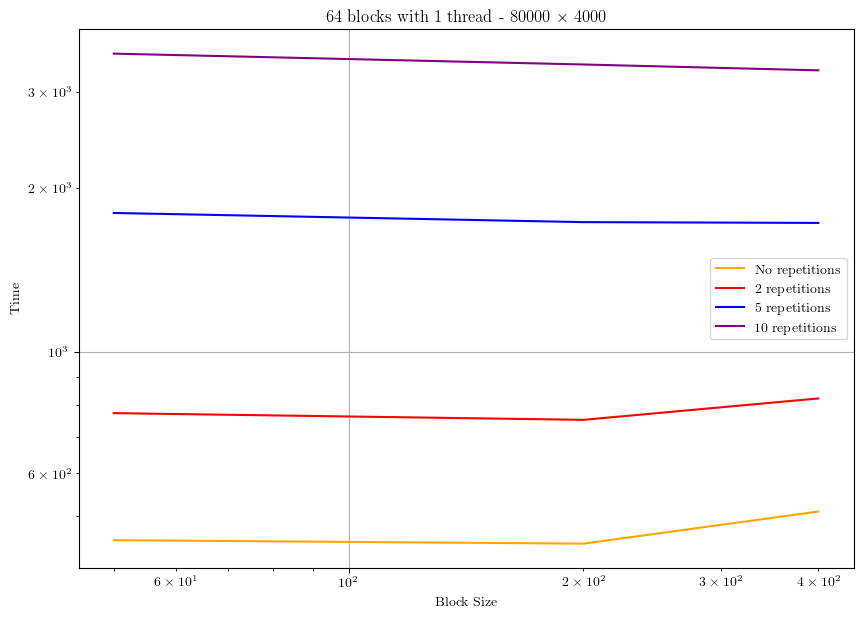 64 blocks with 1 thread - 80000 × 4000
3 × 10³
2 × 10³
10³
6 × 10²
Time
No repetitions
2 repetitions
5 repetitions
10 repetitions
6 × 10¹
10²
2 × 10²
3 × 10²
4 × 10²
Block Size